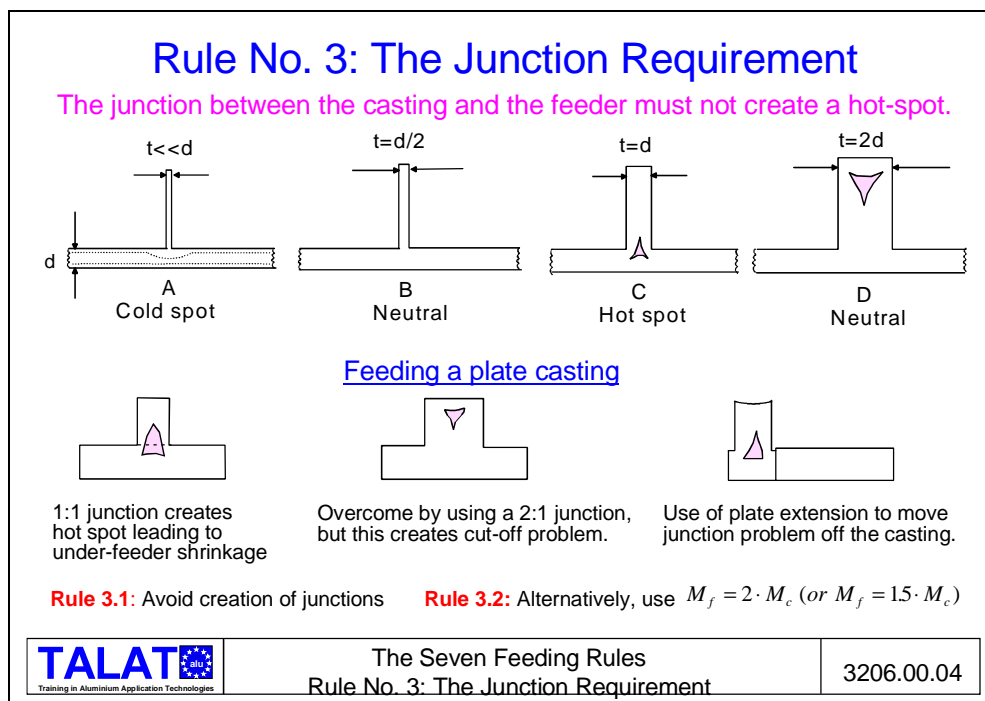 Rule No. 3: The Junction Requirement
The junction between the casting and the feeder must not create a hot-spot.
t<<d
t=d/2
t=d
t=2d
d
A
Cold spot
B
Neutral
C
Hot spot
D
Neutral
Feeding a plate casting
1:1 junction creates
hot spot leading to
under-feeder shrinkage
Overcome by using a 2:1 junction,
but this creates cut-off problem.
Use of plate extension to move
junction problem off the casting.
Rule 3.1: Avoid creation of junctions
Rule 3.2: Alternatively, use M_f = 2 · M_c (or M_f = 1.5 · M_c)
TALAT
alu
Training in Aluminium Application Technologies
The Seven Feeding Rules
Rule No. 3: The Junction Requirement
3206.00.04